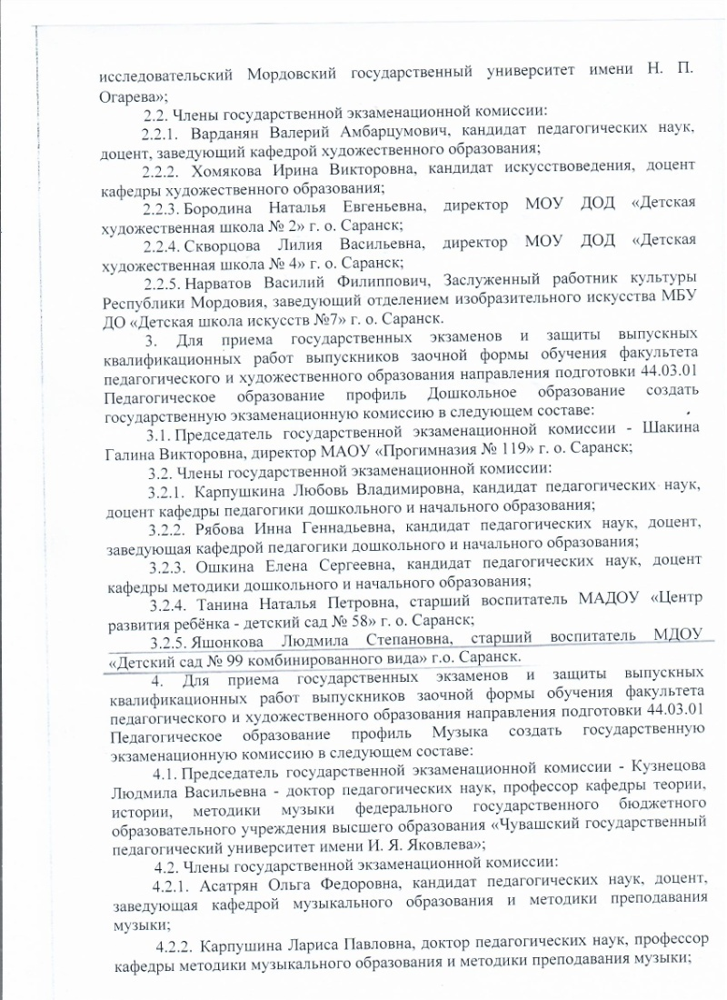 исследовательский Мордовский государственный университет имени Н. П.
Огарева»;
2.2. Члены государственной экзаменационной комиссии:
2.2.1. Варданян Валерий Амбарцумович, кандидат педагогических наук,
доцент, заведующий кафедрой художественного образования;
2.2.2. Хомякова Ирина Викторовна, кандидат искусствоведения, доцент
кафедры художественного образования;
2.2.3. Бородина Наталья Евгеньевна, директор МОУ ДОД «Детская
художественная школа № 2» г. о. Саранск;
2.2.4. Скворцова Лилия Васильевна, директор МОУ ДОД «Детская
художественная школа № 4» г. о. Саранск;
2.2.5. Нарватов Василий Филиппович, Заслуженный работник культуры
Республики Мордовия, заведующий отделением изобразительного искусства МБУ
ДО «Детская школа искусств №7» г. о. Саранск.
3. Для приема государственных экзаменов и защиты выпускных
квалификационных работ выпускников заочной формы обучения факультета
педагогического и художественного образования направления подготовки 44.03.01
Педагогическое образование профиль Дошкольное образование создать
государственную экзаменационную комиссию в следующем составе:
3.1. Председатель государственной экзаменационной комиссии - Шакина
Галина Викторовна, директор МАОУ «Прогимназия № 119» г. о. Саранск;
3.2. Члены государственной экзаменационной комиссии:
3.2.1. Карпушкина Любовь Владимировна, кандидат педагогических наук,
доцент кафедры педагогики дошкольного и начального образования;
3.2.2. Рябова Инна Геннадьевна, кандидат педагогических наук, доцент,
заведующая кафедрой педагогики дошкольного и начального образования;
3.2.3. Ошкина Елена Сергеевна, кандидат педагогических наук, доцент
кафедры методики дошкольного и начального образования;
3.2.4. Танина Наталья Петровна, старший воспитатель МАДОУ «Центр
развития ребёнка - детский сад № 58» г. о. Саранск;
3.2.5. Яшонкова Людмила Степановна, старший воспитатель МДОУ
«Детский сад № 99 комбинированного вида» г.о. Саранск.
4. Для приема государственных экзаменов и защиты выпускных
квалификационных работ выпускников заочной формы обучения факультета
педагогического и художественного образования направления подготовки 44.03.01
Педагогическое образование профиль Музыка создать государственную
экзаменационную комиссию в следующем составе:
4.1. Председатель государственной экзаменационной комиссии - Кузнецова
Людмила Васильевна - доктор педагогических наук, профессор кафедры теории,
истории, методики музыки федерального государственного бюджетного
образовательного учреждения высшего образования «Чувашский государственный
педагогический университет имени И. Я. Яковлева»;
4.2. Члены государственной экзаменационной комиссии:
4.2.1. Асатрян Ольга Федоровна, кандидат педагогических наук, доцент,
заведующая кафедрой музыкального образования и методики преподавания
музыки;
4.2.2. Карпушина Лариса Павловна, доктор педагогических наук, профессор
кафедры методики музыкального образования и методики преподавания музыки;